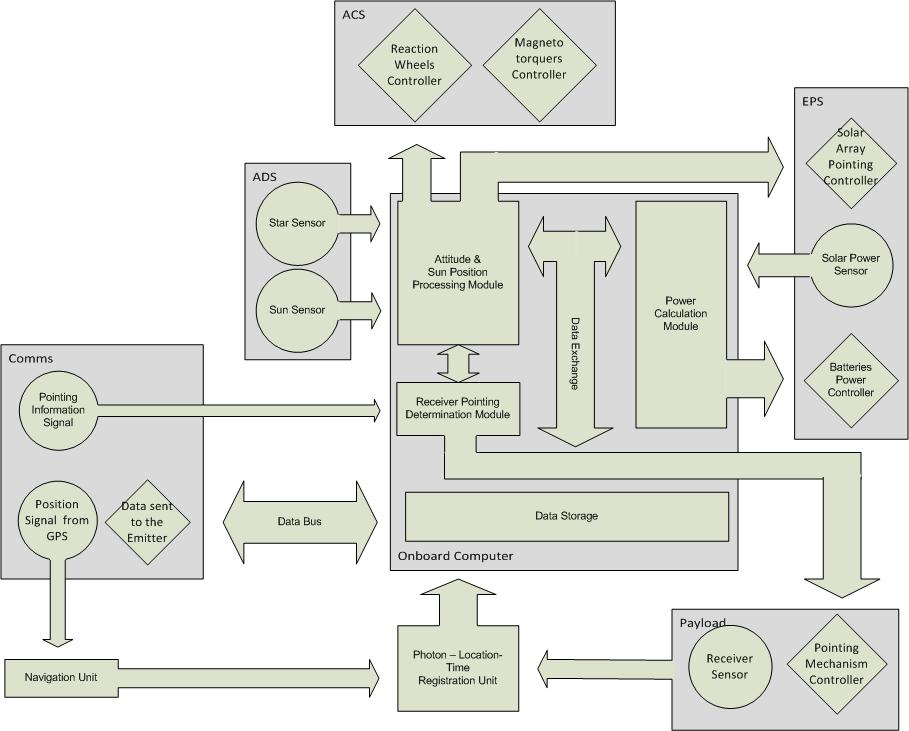 ACS
Reaction
Wheels
Controller
Magneto
torquers
Controller
EPS
Solar
Array
Pointing
Controller
ADS
Star Sensor
Sun Sensor
Attitude &
Sun Position
Processing Module
Solar Power
Sensor
Power
Calculation
Module
Data Exchange
Batteries
Power
Controller
Comms
Pointing
Information
Signal
Receiver Pointing
Determination Module
Position
Signal from
GPS
Data sent
to the
Emitter
Data Bus
Data Storage
Onboard Computer
Navigation Unit
Photon – Location-
Time
Registration Unit
Payload
Receiver
Sensor
Pointing
Mechanism
Controller